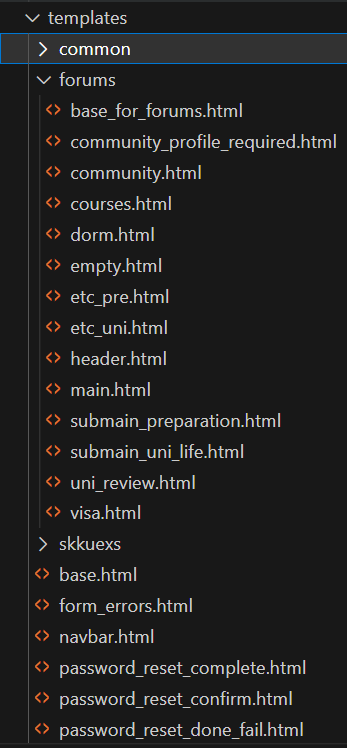 templates
common
forums
base_for_forums.html
community_profile_required.html
community.html
courses.html
dorm.html
empty.html
etc_pre.html
etc_uni.html
header.html
main.html
submain_preparation.html
submain_uni_life.html
uni_review.html
visa.html
skkuexs
base.html
form_errors.html
navbar.html
password_reset_complete.html
password_reset_confirm.html
password_reset_done_fail.html